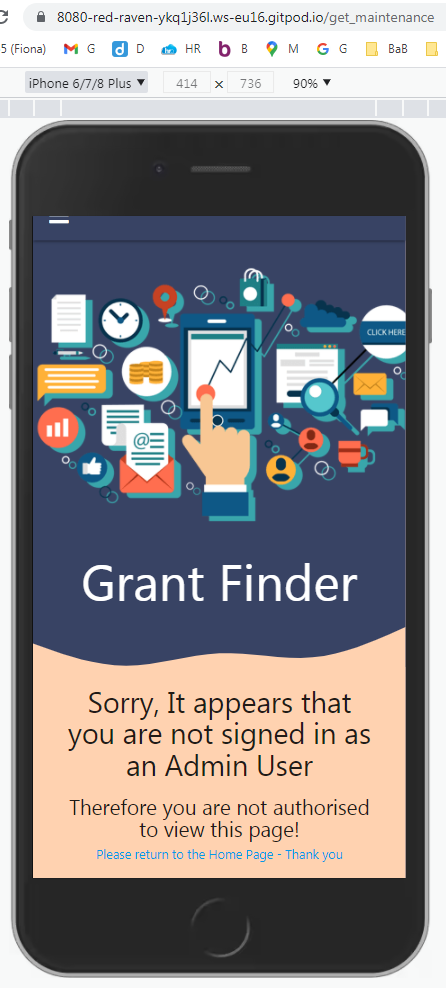 8080-red-raven-ykq1j36l.ws-eu16.gitpod.io/get_maintenance
5 (Fiona) G D HR B M G BaB
iPhone 6/7/8 Plus ▼ 414 × 736 90% ▼
CLICK HERE
@
Grant Finder
Sorry, It appears that
you are not signed in as
an Admin User
Therefore you are not authorised
to view this page!
Please return to the Home Page - Thank you